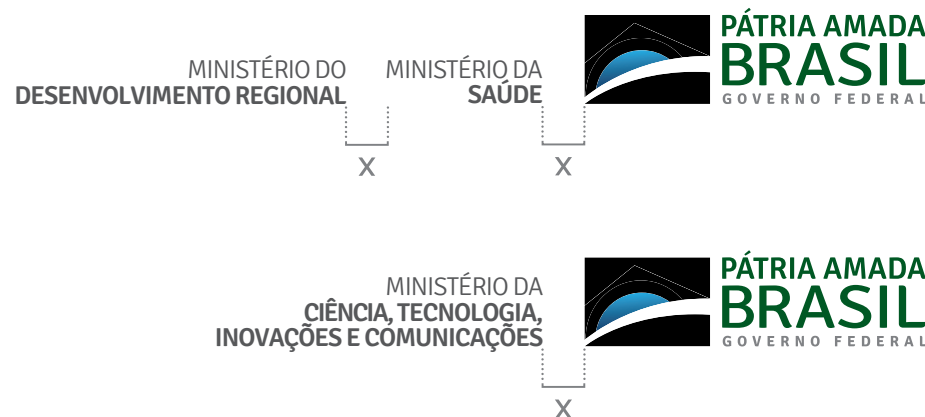 MINISTÉRIO DO
DESENVOLVIMENTO REGIONAL
MINISTÉRIO DA
SAÚDE
PÁTRIA AMADA
BRASIL
GOVERNO FEDERAL
X
X
MINISTÉRIO DA
CIÊNCIA, TECNOLOGIA,
INOVAÇÕES E COMUNICAÇÕES
PÁTRIA AMADA
BRASIL
GOVERNO FEDERAL
X